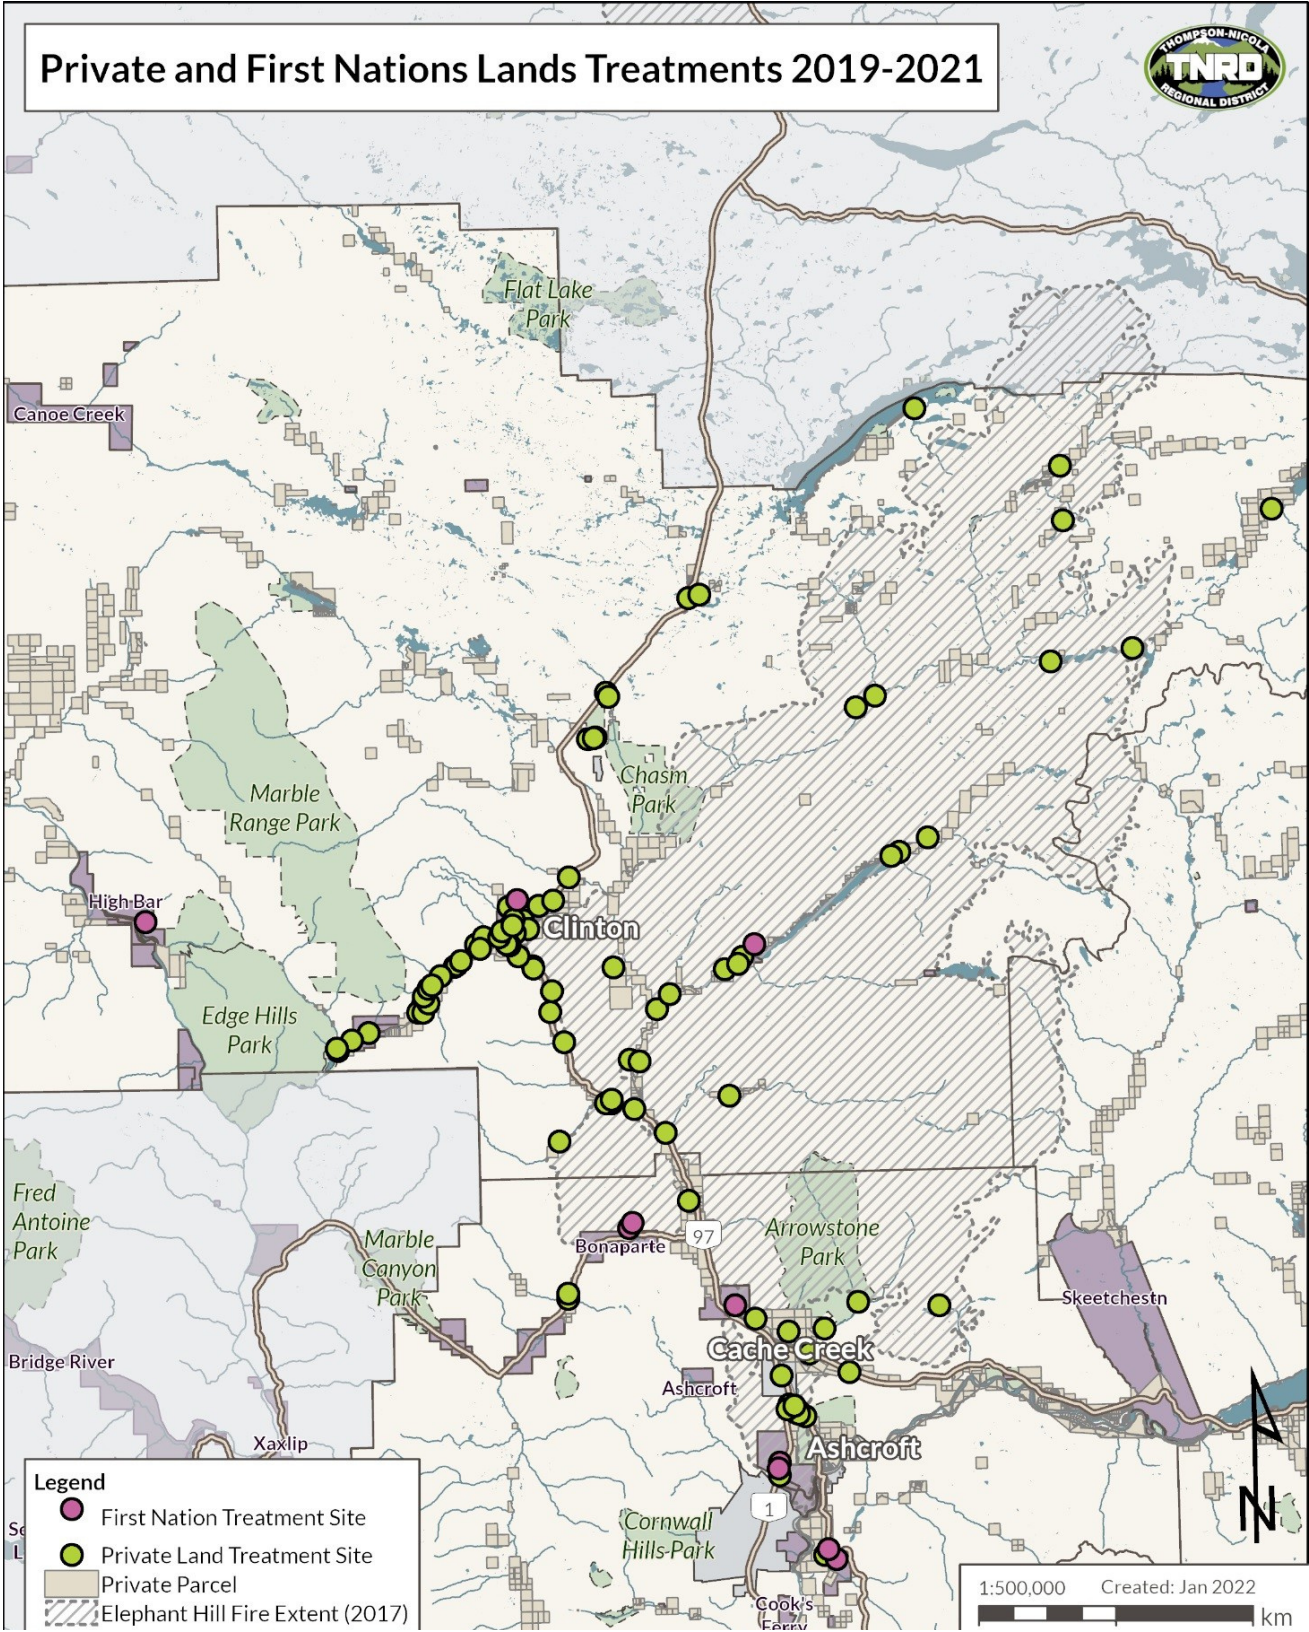 Private and First Nations Lands Treatments 2019-2021
THOMPSON-NICOLA
TNRD
REGIONAL DISTRICT
Flat Lake
Park
Canoe Creek
Chasm
Park
Marble
Range Park
High Bar
Clinton
Edge Hills
Park
Fred
Antoine
Park
Marble
Canyon
Park
Bonaparte
97
Arrowstone
Park
Skeetchestn
Bridge River
Cache Creek
Ashcroft
Xaxlip
Ashcroft
1
Cornwall
Hills Park
Cook's
Ferry
Legend
First Nation Treatment Site
Private Land Treatment Site
Private Parcel
Elephant Hill Fire Extent (2017)
N
1:500,000 Created: Jan 2022
km